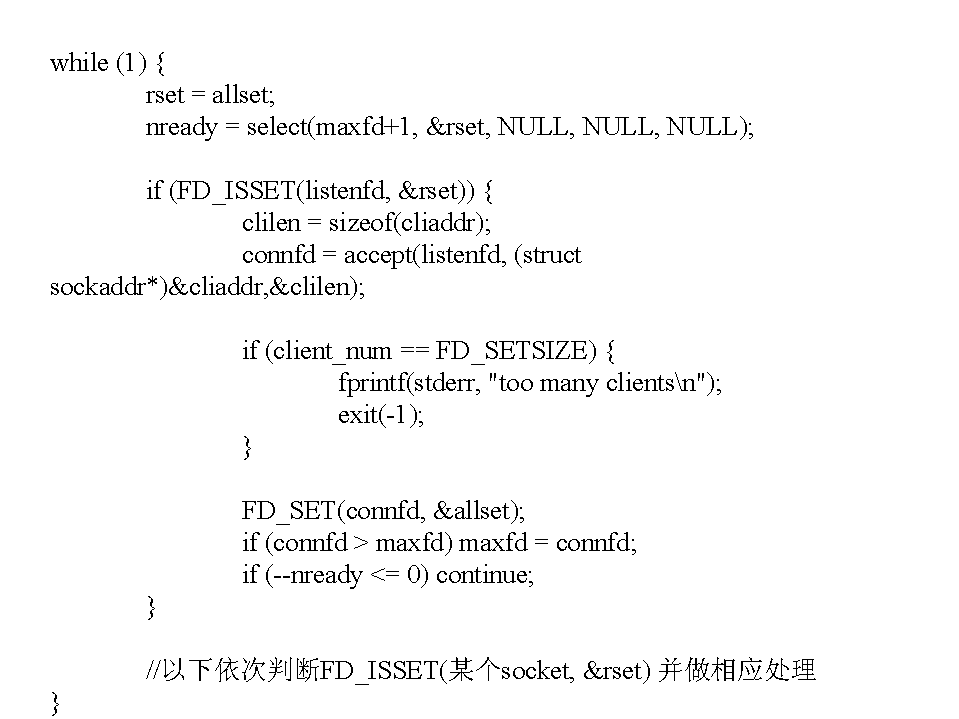 while (1) {
rset = allset;
nready = select(maxfd+1, &rset, NULL, NULL, NULL);
if (FD_ISSET(listenfd, &rset)) {
clilen = sizeof(cliaddr);
connfd = accept(listenfd, (struct
sockaddr*)&cliaddr,&clilen);
if (client_num == FD_SETSIZE) {
fprintf(stderr, "too many clients\n");
exit(-1);
}
FD_SET(connfd, &allset);
if (connfd > maxfd) maxfd = connfd;
if (--nready <= 0) continue;
}
//以下依次判断FD_ISSET(某个socket, &rset) 并做相应处理
}